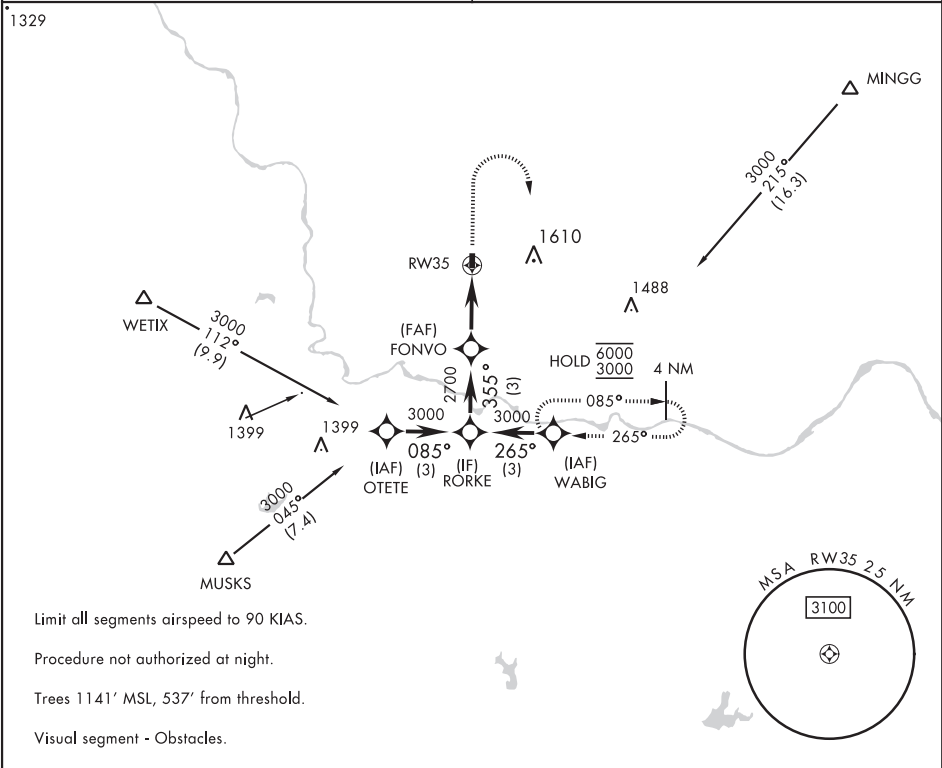 1329
MINGG
3000
215°
(16.3)
1610
RW35
1488
WETIX
3000
112°
(9.9)
(FAF)
FONVO
HOLD
6000
3000
4 NM
2700
355°
(3)
085°
265°
1399
1399
3000
085°
(3)
3000
265°
(3)
(IAF)
OTETE
(IF)
RORKE
(IAF)
WABIG
3000
045°
(7.4)
MUSKS
MSA RW35 25 NM
3100
Limit all segments airspeed to 90 KIAS.
Procedure not authorized at night.
Trees 1141' MSL, 537' from threshold.
Visual segment - Obstacles.